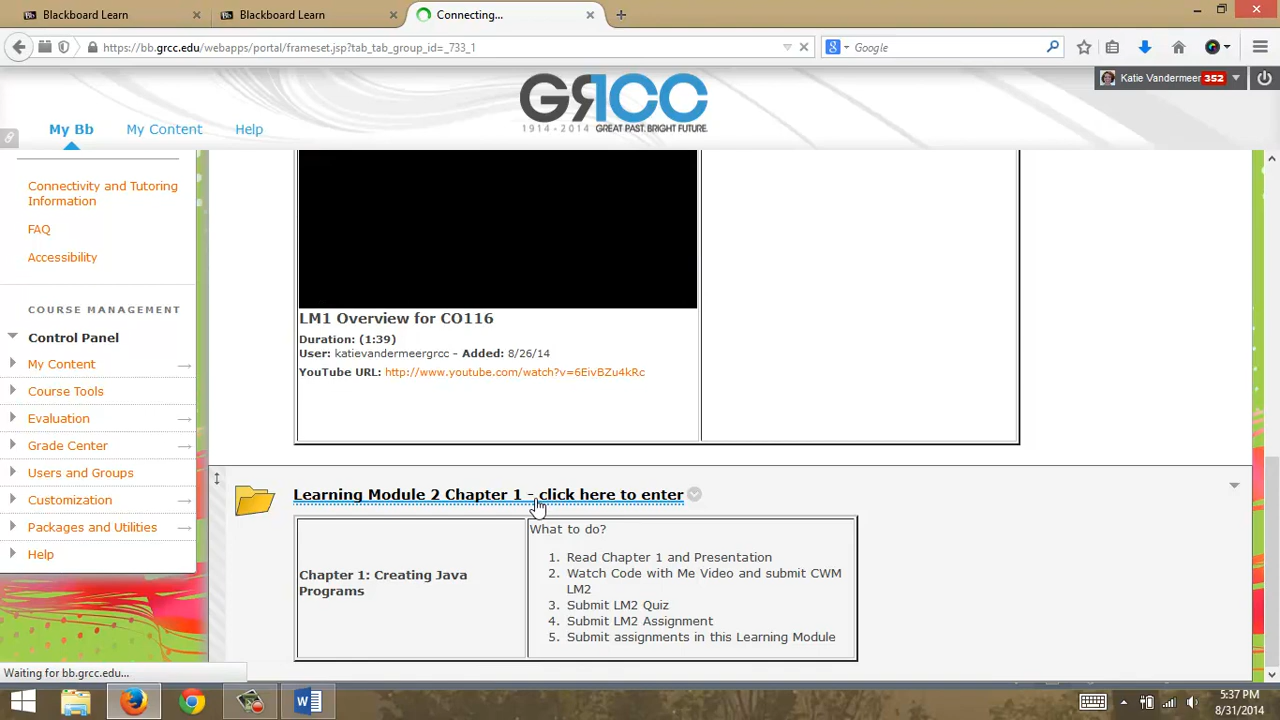 Blackboard Learn
Blackboard Learn
Connecting...
https://bb.grcc.edu/webapps/portal/frameset.jsp?tab_tab_group_id=_733_1
Google
Katie Vandermeer 352
GRCC
1914-2014 GREAT PAST. BRIGHT FUTURE.
My Bb
My Content
Help
Connectivity and Tutoring
Information
FAQ
Accessibility
COURSE MANAGEMENT
Control Panel
My Content
Course Tools
Evaluation
Grade Center
Users and Groups
Customization
Packages and Utilities
Help
LM1 Overview for CO116
Duration: (1:39)
User: katievandermeergrcc - Added: 8/26/14
YouTube URL: http://www.youtube.com/watch?v=6EivBZu4kRc
Learning Module 2 Chapter 1 - click here to enter
Chapter 1: Creating Java
Programs
What to do?
1. Read Chapter 1 and Presentation
2. Watch Code with Me Video and submit CWM
LM2
3. Submit LM2 Quiz
4. Submit LM2 Assignment
5. Submit assignments in this Learning Module
Waiting for bb.grcc.edu...
5:37 PM
8/31/2014